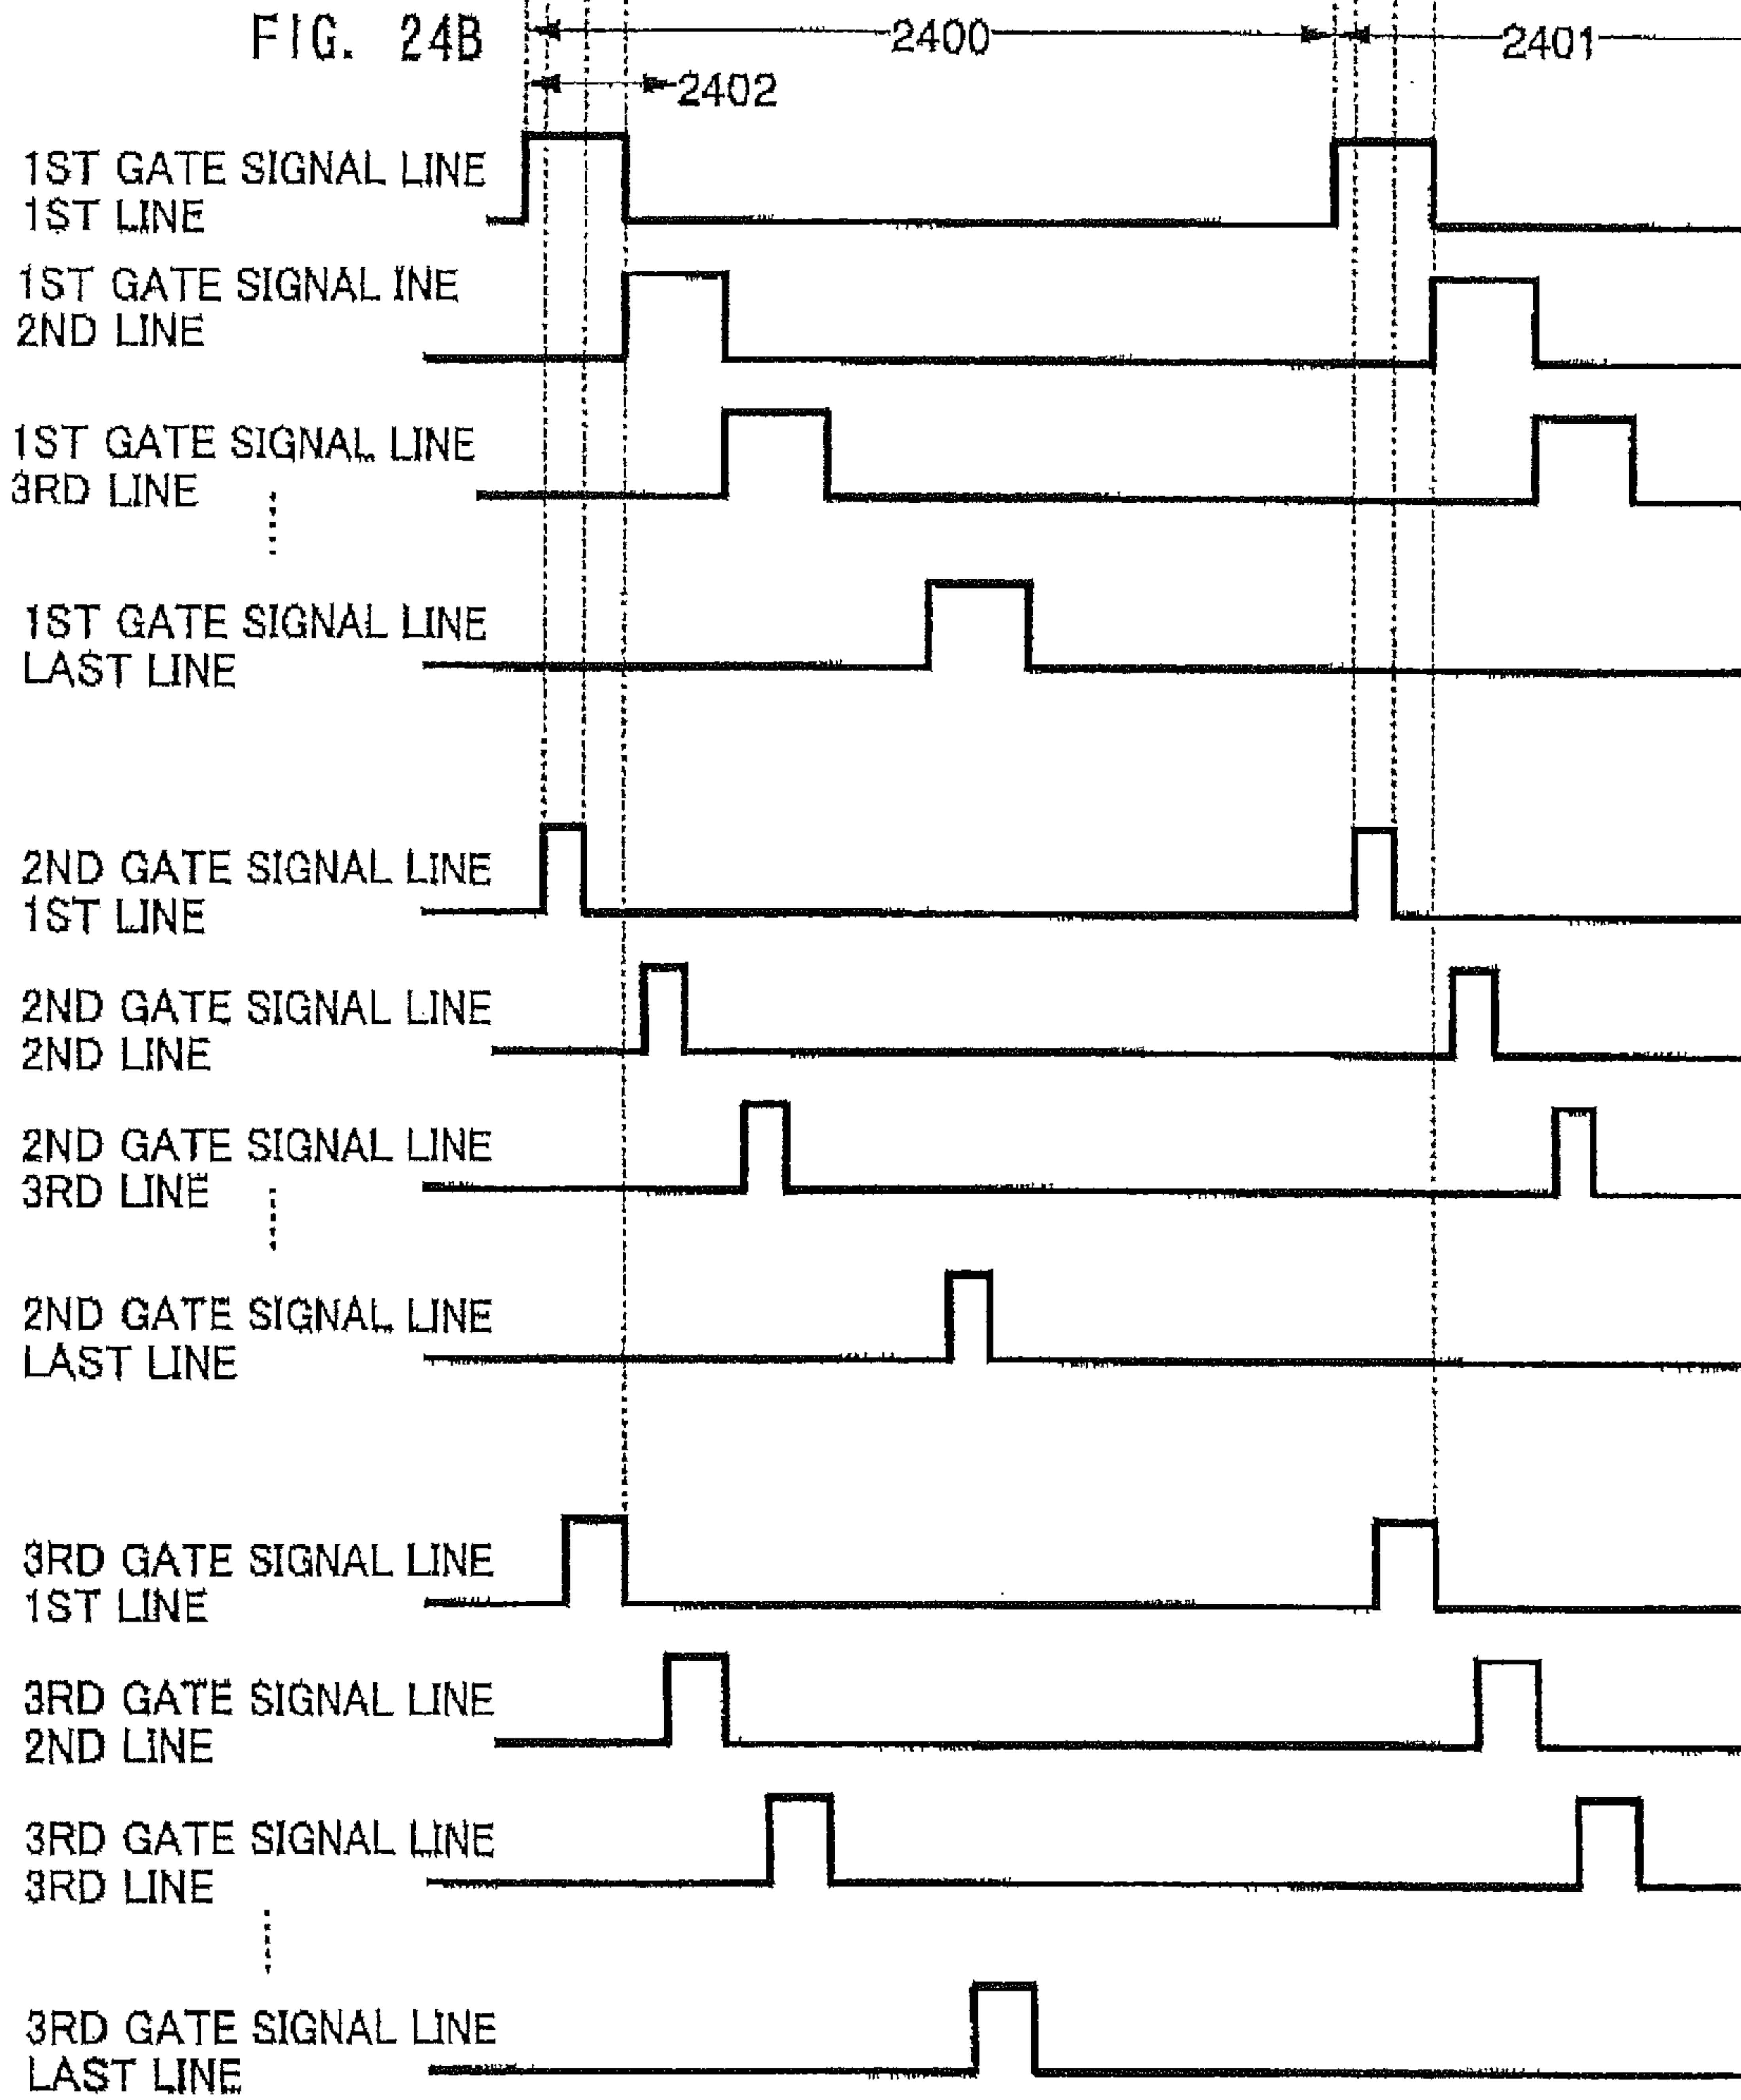 FIG. 24B
2400
2401
2402
1ST GATE SIGNAL LINE
1ST LINE
1ST GATE SIGNAL INE
2ND LINE
1ST GATE SIGNAL LINE
3RD LINE
1ST GATE SIGNAL LINE
LAST LINE
2ND GATE SIGNAL LINE
1ST LINE
2ND GATE SIGNAL LINE
2ND LINE
2ND GATE SIGNAL LINE
3RD LINE
2ND GATE SIGNAL LINE
LAST LINE
3RD GATE SIGNAL LINE
1ST LINE
3RD GATE SIGNAL LINE
2ND LINE
3RD GATE SIGNAL LINE
3RD LINE
3RD GATE SIGNAL LINE
LAST LINE